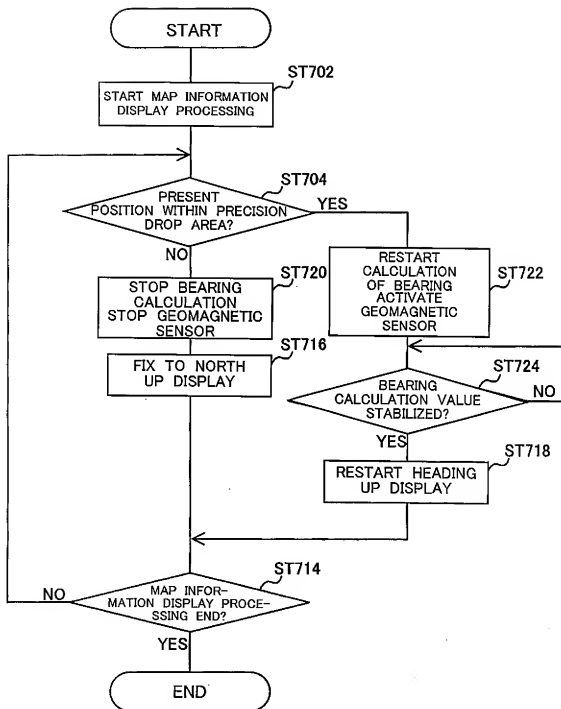 START
ST702
START MAP INFORMATION
DISPLAY PROCESSING
ST704
PRESENT
POSITION WITHIN PRECISION
DROP AREA?
YES
NO
ST720
STOP BEARING
CALCULATION
STOP GEOMAGNETIC
SENSOR
ST716
FIX TO NORTH
UP DISPLAY
RESTART
CALCULATION
OF BEARING
ACTIVATE
GEOMAGNETIC
SENSOR
ST722
ST724
BEARING
CALCULATION VALUE
STABILIZED?
NO
YES
ST718
RESTART HEADING
UP DISPLAY
ST714
NO
MAP INFOR-
MATION DISPLAY PROCE-
SSING END?
YES
END